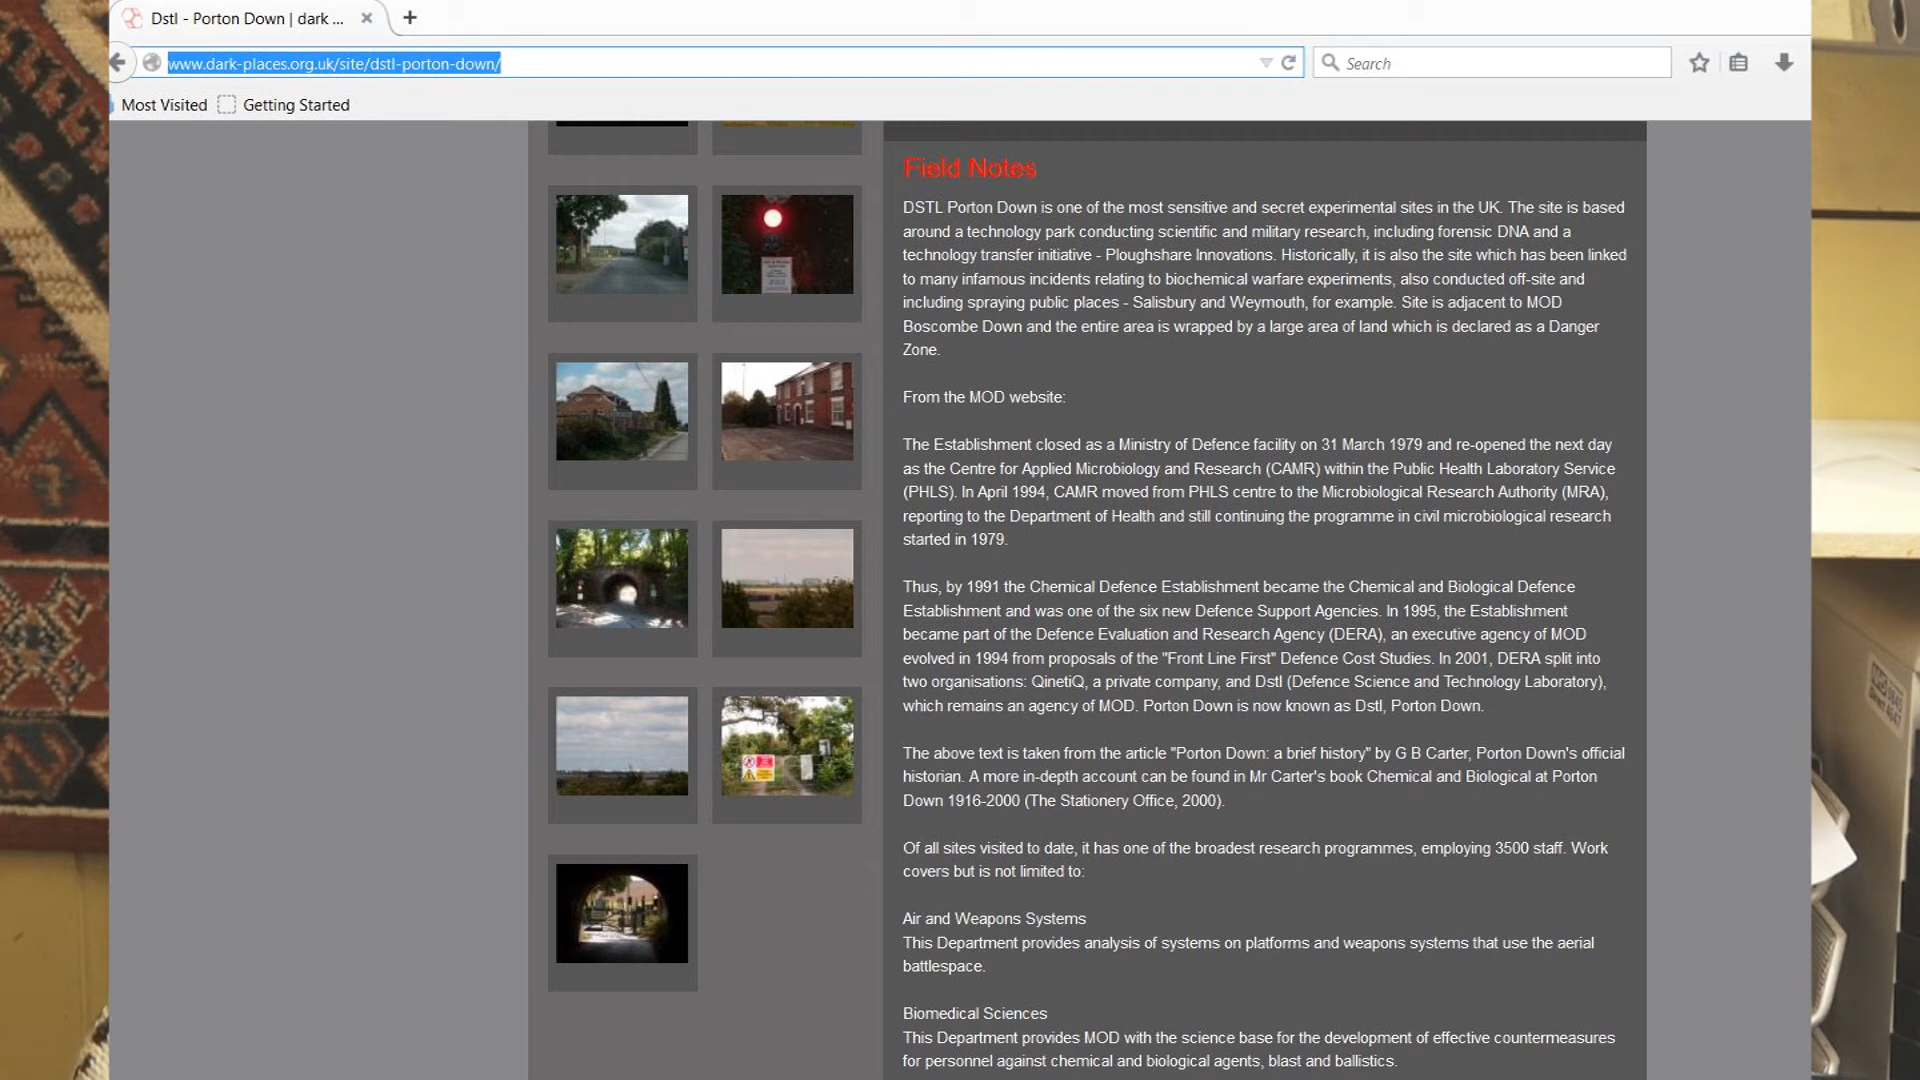 Dstl - Porton Down | dark ...
www.dark-places.org.uk/site/dstl-porton-down/
Search
Most Visited
Getting Started
Field Notes
DSTL Porton Down is one of the most sensitive and secret experimental sites in the UK. The site is based
around a technology park conducting scientific and military research, including forensic DNA and a
technology transfer initiative - Ploughshare Innovations. Historically, it is also the site which has been linked
to many infamous incidents relating to biochemical warfare experiments, also conducted off-site and
including spraying public places - Salisbury and Weymouth, for example. Site is adjacent to MOD
Boscombe Down and the entire area is wrapped by a large area of land which is declared as a Danger
Zone.
From the MOD website:
The Establishment closed as a Ministry of Defence facility on 31 March 1979 and re-opened the next day
as the Centre for Applied Microbiology and Research (CAMR) within the Public Health Laboratory Service
(PHLS). In April 1994, CAMR moved from PHLS centre to the Microbiological Research Authority (MRA),
reporting to the Department of Health and still continuing the programme in civil microbiological research
started in 1979.
Thus, by 1991 the Chemical Defence Establishment became the Chemical and Biological Defence
Establishment and was one of the six new Defence Support Agencies. In 1995, the Establishment
became part of the Defence Evaluation and Research Agency (DERA), an executive agency of MOD
evolved in 1994 from proposals of the "Front Line First" Defence Cost Studies. In 2001, DERA split into
two organisations: QinetiQ, a private company, and Dstl (Defence Science and Technology Laboratory),
which remains an agency of MOD. Porton Down is now known as Dstl, Porton Down.
The above text is taken from the article "Porton Down: a brief history" by G B Carter, Porton Down's official
historian. A more in-depth account can be found in Mr Carter's book Chemical and Biological at Porton
Down 1916-2000 (The Stationery Office, 2000).
Of all sites visited to date, it has one of the broadest research programmes, employing 3500 staff. Work
covers but is not limited to:
Air and Weapons Systems
This Department provides analysis of systems on platforms and weapons systems that use the aerial
battlespace.
Biomedical Sciences
This Department provides MOD with the science base for the development of effective countermeasures
for personnel against chemical and biological agents, blast and ballistics.